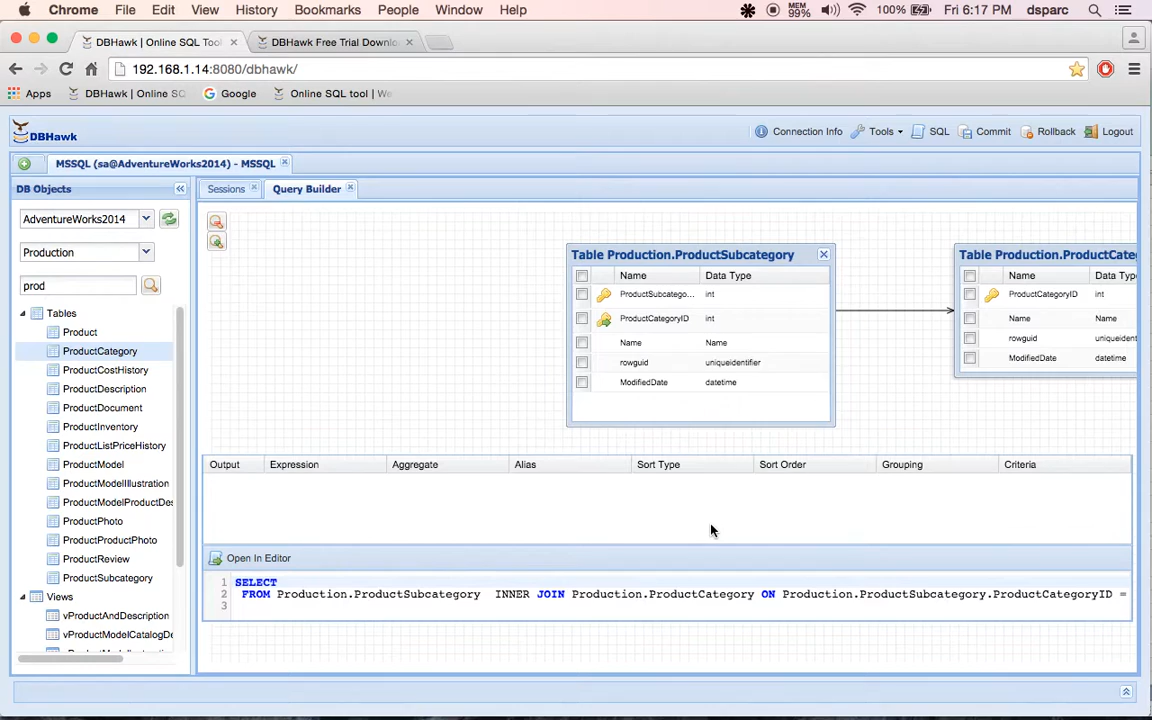 Chrome File Edit View History Bookmarks People Window Help MEM 99% 100% Fri 6:17 PM dsparc
DBHawk | Online SQL Too DBHawk Free Trial Downlo
192.168.1.14:8080/dbhawk/
Apps DBHawk | Online SQ Google Online SQL tool | We
DBHawk Connection Info Tools SQL Commit Rollback Logout
MSSQL (sa@AdventureWorks2014) - MSSQL
DB Objects Sessions Query Builder
AdventureWorks2014
Production
prod
Tables
Product
ProductCategory
ProductCostHistory
ProductDescription
ProductDocument
ProductInventory
ProductListPriceHistory
ProductModel
ProductModelIllustration
ProductModelProductDes
ProductPhoto
ProductProductPhoto
ProductReview
ProductSubcategory
Views
vProductAndDescription
vProductModelCatalogDe
Table Production.ProductSubcategory
Name Data Type
ProductSubcatego... int
ProductCategoryID int
Name Name
rowguid uniqueidentifier
ModifiedDate datetime
Table Production.ProductCateg
Name Data Type
ProductCategoryID int
Name Name
rowguid uniqueident
ModifiedDate datetime
Output Expression Aggregate Alias Sort Type Sort Order Grouping Criteria
Open In Editor
1 SELECT
2 FROM Production.ProductSubcategory INNER JOIN Production.ProductCategory ON Production.ProductSubcategory.ProductCategoryID =
3